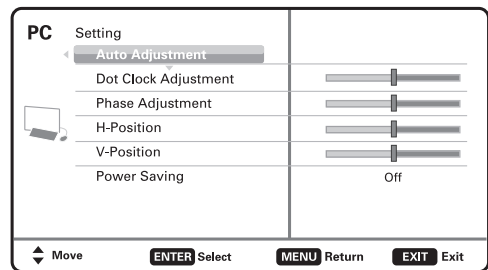 PC Setting
Auto Adjustment
Dot Clock Adjustment
Phase Adjustment
H-Position
V-Position
Power Saving Off
Move ENTER Select MENU Return EXIT Exit